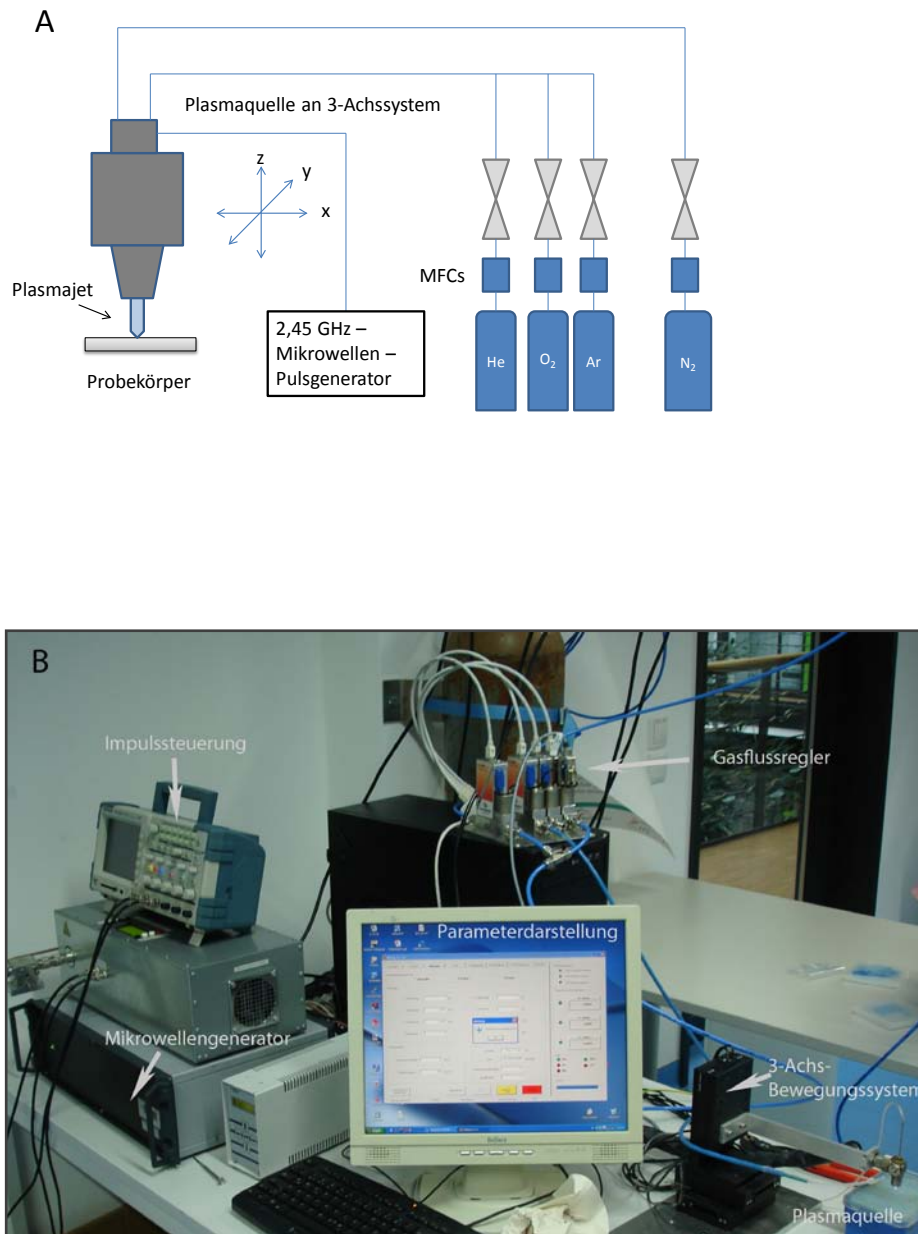 A
Plasmaquelle an 3-Achssystem
z
y
x
MFCs
Plasmajet
2,45 GHz –
Mikrowellen –
Pulsgenerator
He
O₂
Ar
N₂
Probekörper
B
Impulssteuerung
Gasflussregler
Parameterdarstellung
Mikrowellengenerator
3-Achs-
Bewegungssystem
Plasmaquelle